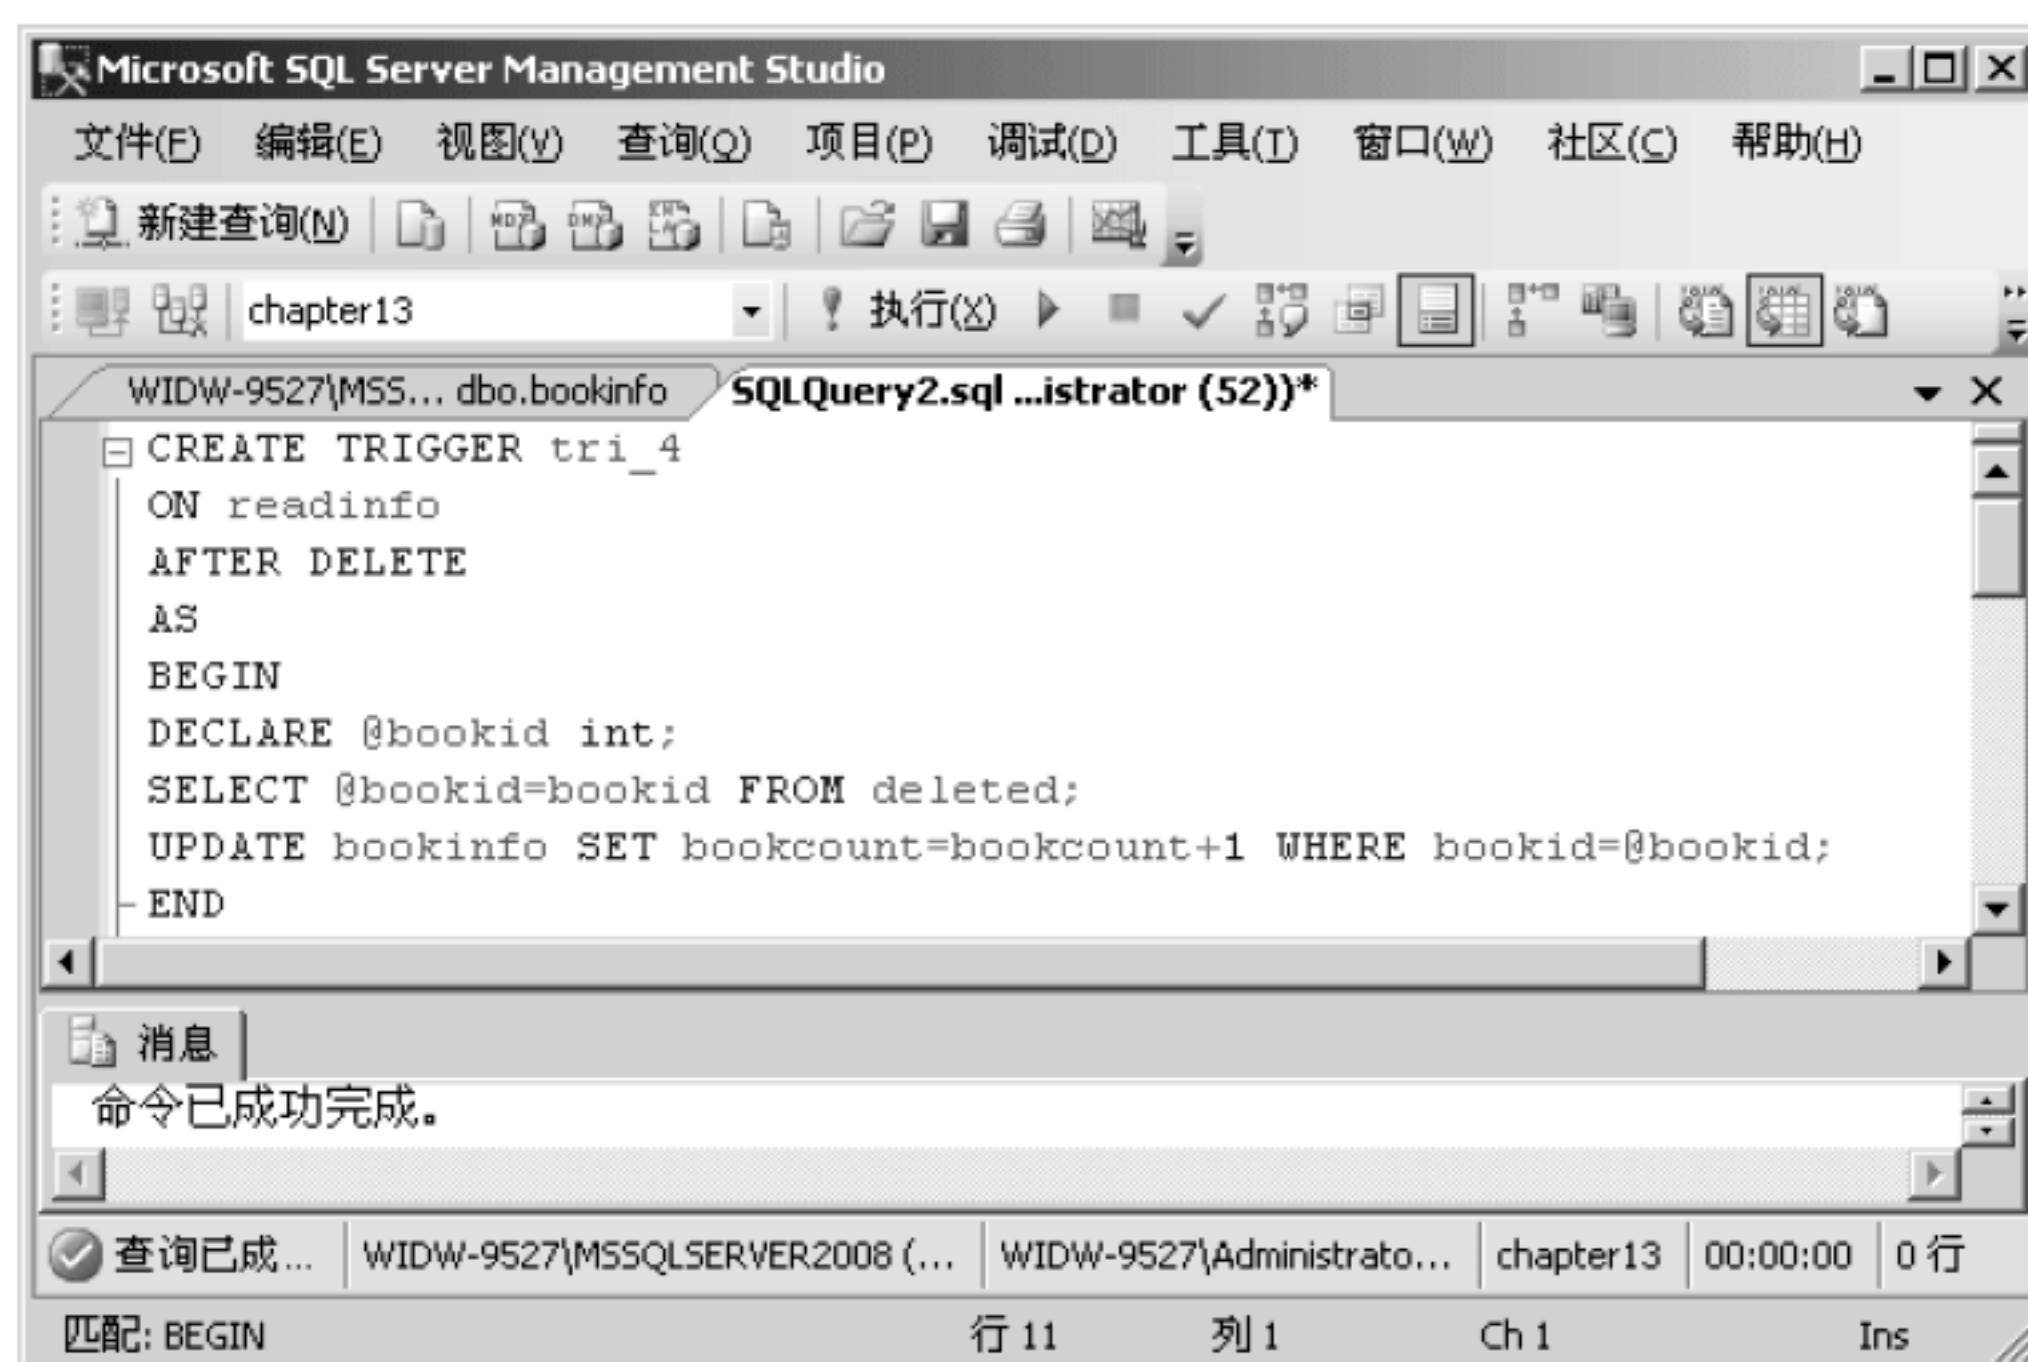 Microsoft SQL Server Management Studio
文件(F) 编辑(E) 视图(V) 查询(Q) 项目(P) 调试(D) 工具(T) 窗口(W) 社区(C) 帮助(H)
新建查询(N) MDX DMX XMLA
chapter13 执行(X)
WIDW-9527\MSS... dbo.bookinfo SQLQuery2.sql ...istrator (52))*
CREATE TRIGGER tri_4
ON readinfo
AFTER DELETE
AS
BEGIN
DECLARE @bookid int;
SELECT @bookid=bookid FROM deleted;
UPDATE bookinfo SET bookcount=bookcount+1 WHERE bookid=@bookid;
END
消息
命令已成功完成。
查询已成... WIDW-9527\MSSQLSERVER2008 (... WIDW-9527\Administrato... chapter13 00:00:00 0 行
匹配: BEGIN 行 11 列 1 Ch 1 Ins